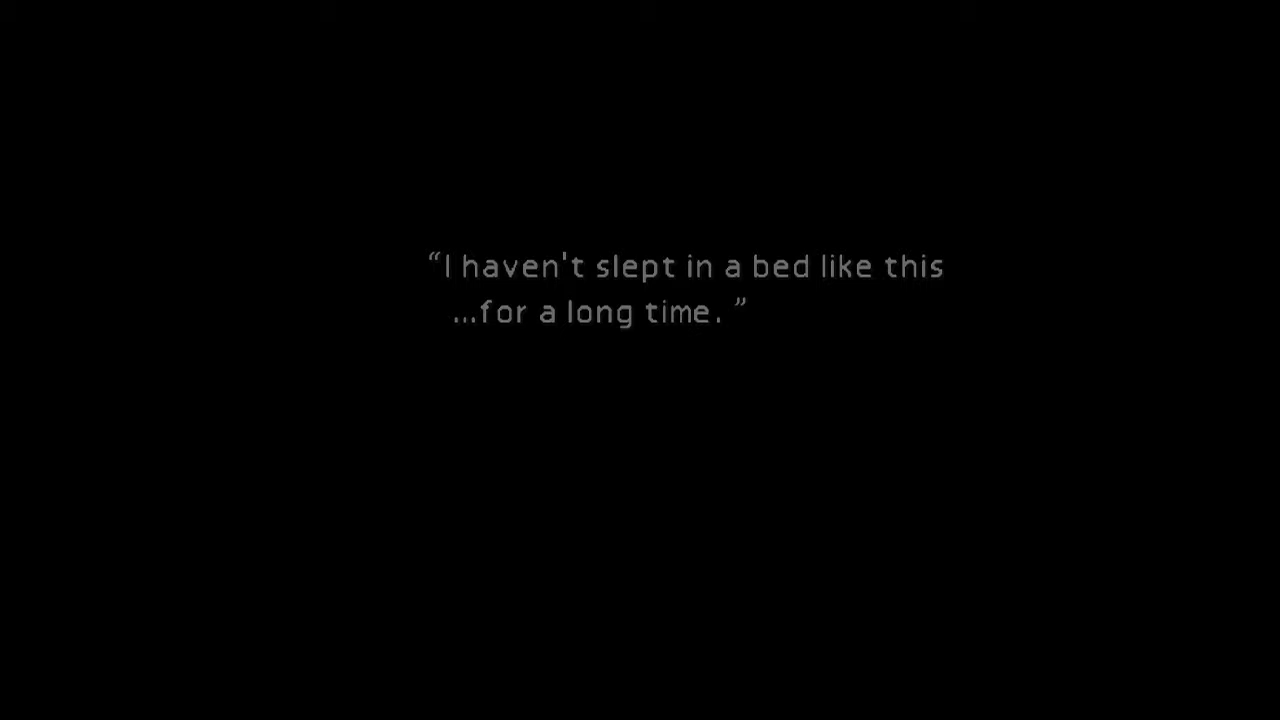 “I haven't slept in a bed like this
...for a long time. ”